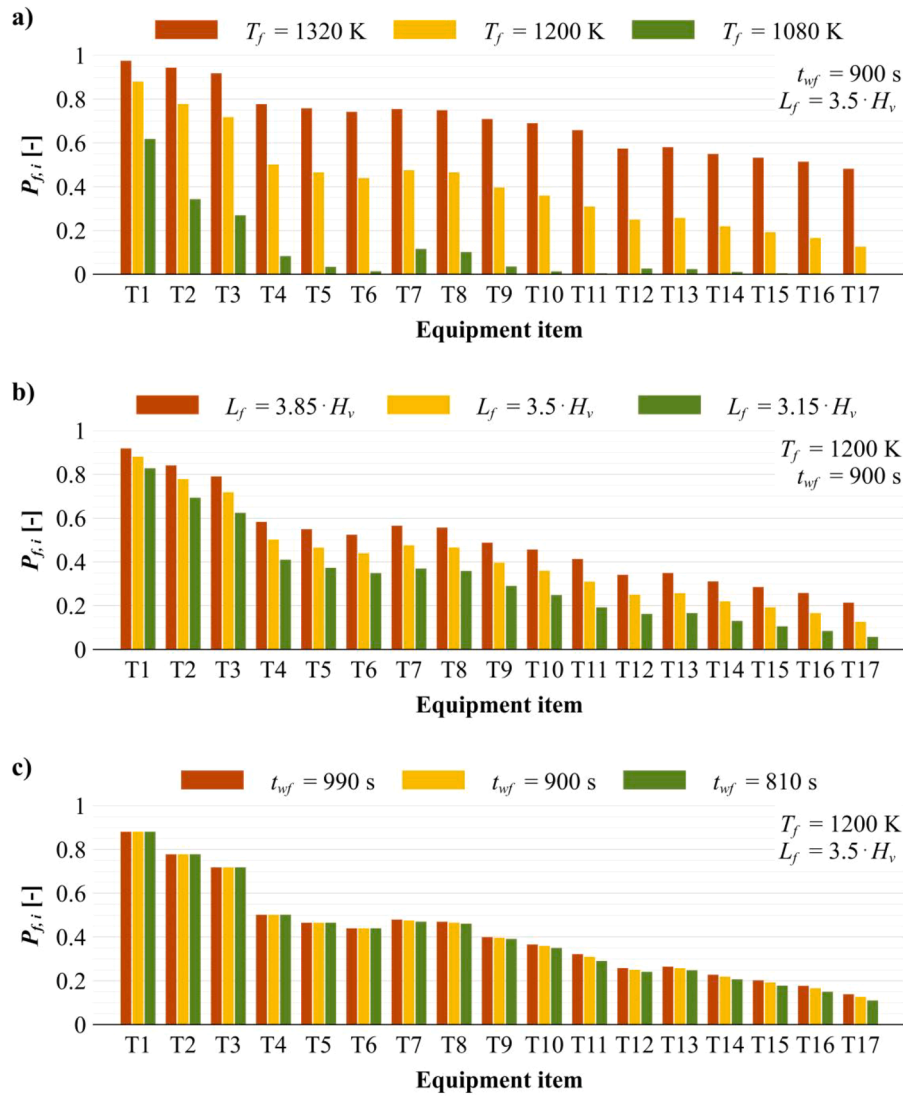 a)
T_f = 1320 K T_f = 1200 K T_f = 1080 K
t_wf = 900 s
L_f = 3.5· H_v
P_f,i [-]
1
0.8
0.6
0.4
0.2
0
T1 T2 T3 T4 T5 T6 T7 T8 T9 T10 T11 T12 T13 T14 T15 T16 T17
Equipment item
b)
L_f = 3.85· H_v L_f = 3.5· H_v L_f = 3.15· H_v
T_f = 1200 K
t_wf = 900 s
P_f,i [-]
1
0.8
0.6
0.4
0.2
0
T1 T2 T3 T4 T5 T6 T7 T8 T9 T10 T11 T12 T13 T14 T15 T16 T17
Equipment item
c)
t_wf = 990 s t_wf = 900 s t_wf = 810 s
T_f = 1200 K
L_f = 3.5· H_v
P_f,i [-]
1
0.8
0.6
0.4
0.2
0
T1 T2 T3 T4 T5 T6 T7 T8 T9 T10 T11 T12 T13 T14 T15 T16 T17
Equipment item